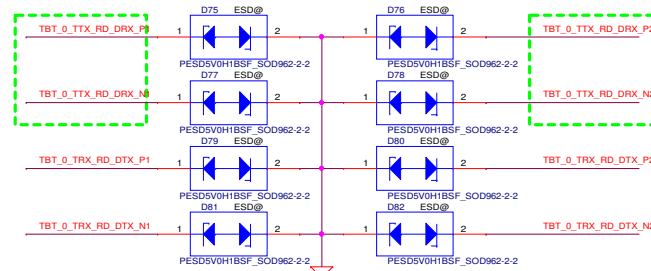 D75 ESD@ D76 ESD@
TBT_0_TTX_RD_DRX_P1 1 2 1 2 TBT_0_TTX_RD_DRX_P2
PESD5V0H1BSF_SOD962-2-2 PESD5V0H1BSF_SOD962-2-2
D77 ESD@ D78 ESD@
TBT_0_TTX_RD_DRX_N1 1 2 1 2 TBT_0_TTX_RD_DRX_N2
PESD5V0H1BSF_SOD962-2-2 PESD5V0H1BSF_SOD962-2-2
D79 ESD@ D80 ESD@
TBT_0_TRX_RD_DTX_P1 1 2 1 2 TBT_0_TRX_RD_DTX_P2
PESD5V0H1BSF_SOD962-2-2 PESD5V0H1BSF_SOD962-2-2
D81 ESD@ D82 ESD@
TBT_0_TRX_RD_DTX_N1 1 2 1 2 TBT_0_TRX_RD_DTX_N2
PESD5V0H1BSF_SOD962-2-2 PESD5V0H1BSF_SOD962-2-2